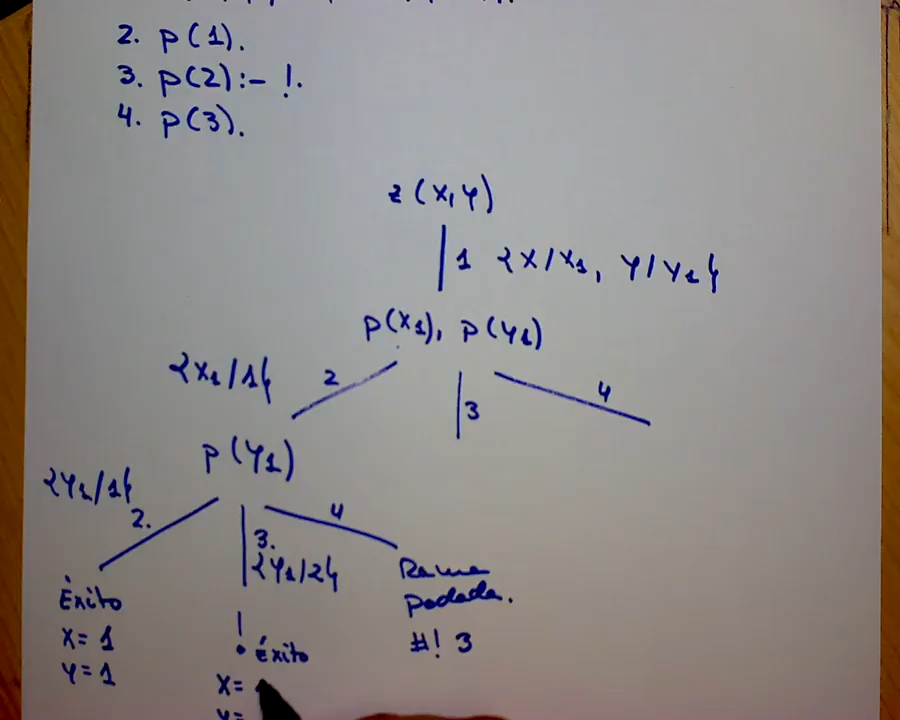 2. p(1).
3. p(2):- !.
4. p(3).
z(X,Y)
1 {X/X1, Y/Y1}
p(X1), p(Y1)
{X1/1}
2
3
4
p(Y1)
{Y1/1}
2.
3.
{Y1/2}
4
Éxito
X= 1
Y= 1
!
Éxito
X=
Y=
Rama
podada.
#! 3